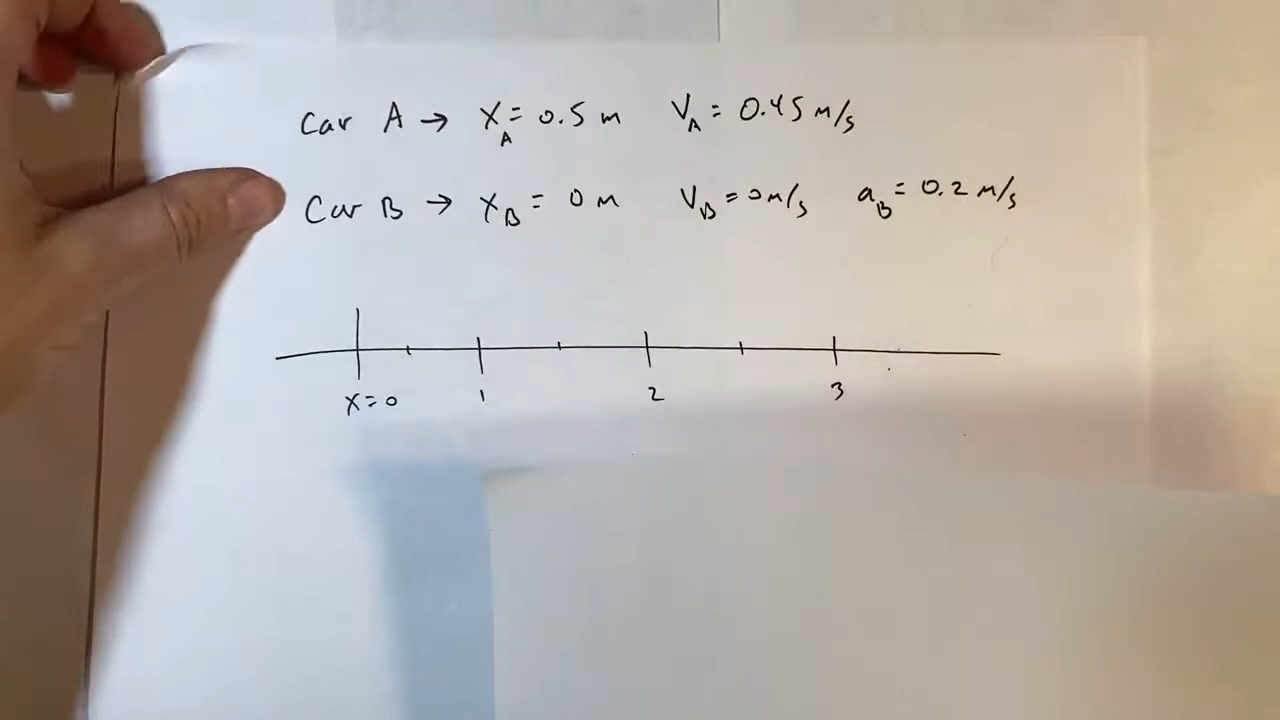 Car A → X_A = 0.5 m V_A = 0.45 m/s
Car B → X_B = 0 m V_B = 0 m/s a_B = 0.2 m/s
X=0 1 2 3